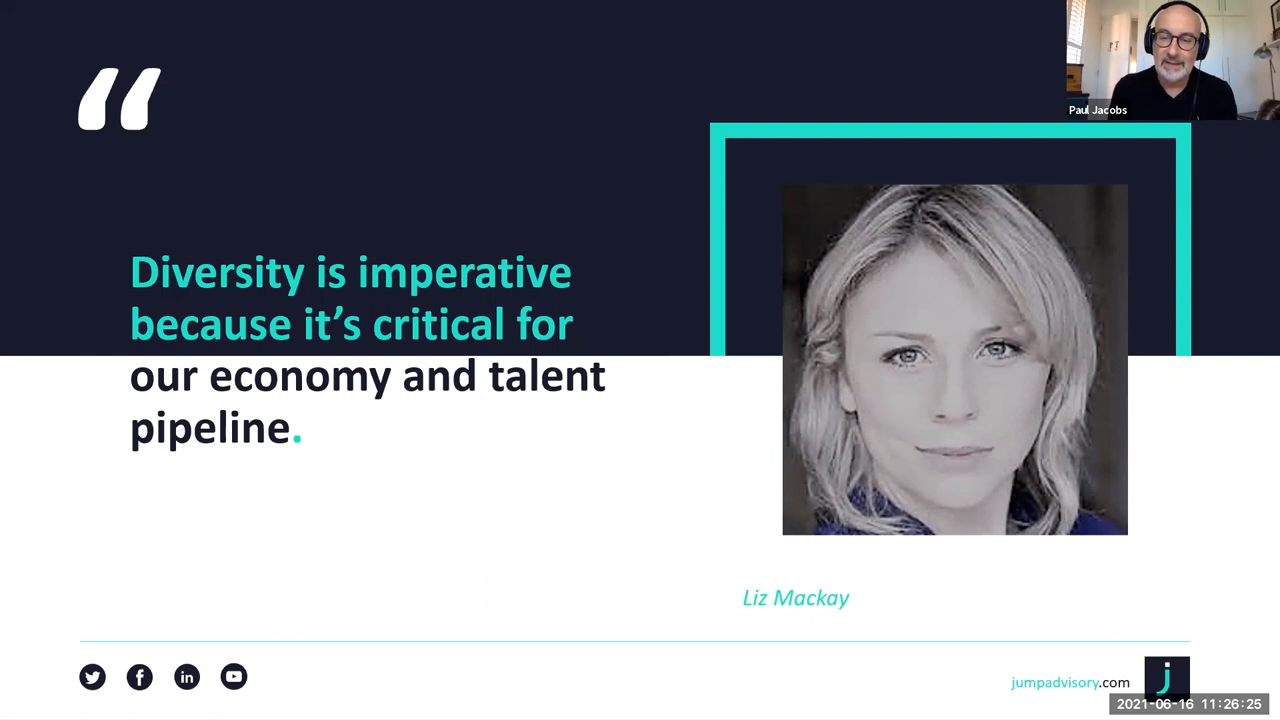 “
Paul Jacobs
Diversity is imperative
because it’s critical for
our economy and talent
pipeline.
Liz Mackay
jumpadvisory.com
j
2021-06-16 11:26:25